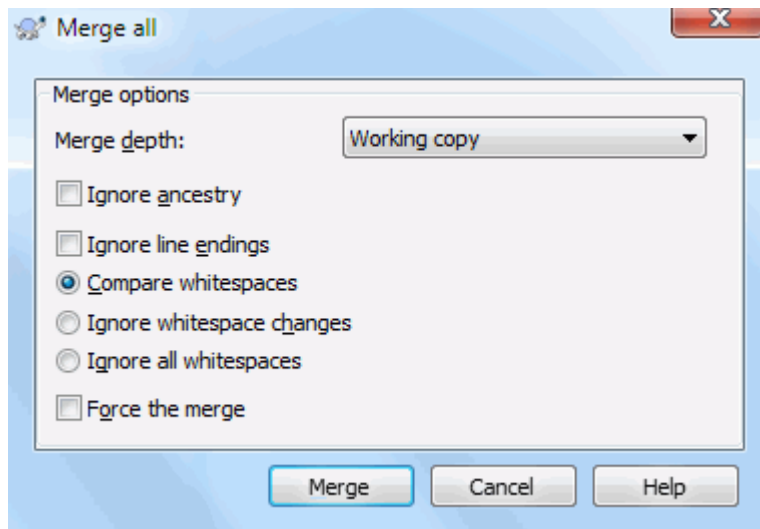 Merge all
Merge options
Merge depth: Working copy
Ignore ancestry
Ignore line endings
Compare whitespaces
Ignore whitespace changes
Ignore all whitespaces
Force the merge
Merge Cancel Help